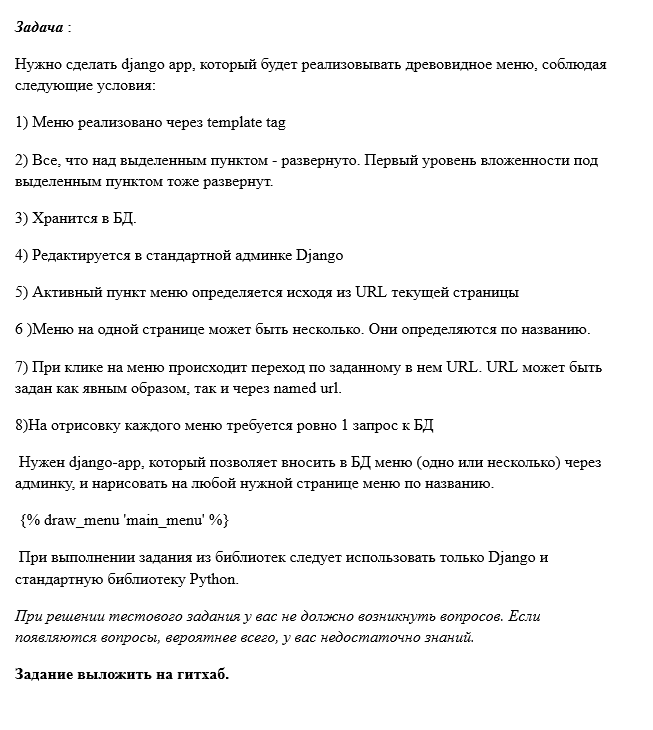 Задача :
Нужно сделать django app, который будет реализовывать древовидное меню, соблюдая
следующие условия:
1) Меню реализовано через template tag
2) Все, что над выделенным пунктом - развернуто. Первый уровень вложенности под
выделенным пунктом тоже развернут.
3) Хранится в БД.
4) Редактируется в стандартной админке Django
5) Активный пункт меню определяется исходя из URL текущей страницы
6 )Меню на одной странице может быть несколько. Они определяются по названию.
7) При клике на меню происходит переход по заданному в нем URL. URL может быть
задан как явным образом, так и через named url.
8)На отрисовку каждого меню требуется ровно 1 запрос к БД
Нужен django-app, который позволяет вносить в БД меню (одно или несколько) через
админку, и нарисовать на любой нужной странице меню по названию.
{% draw_menu 'main_menu' %}
При выполнении задания из библиотек следует использовать только Django и
стандартную библиотеку Python.
При решении тестового задания у вас не должно возникнуть вопросов. Если
появляются вопросы, вероятнее всего, у вас недостаточно знаний.
Задание выложить на гитхаб.